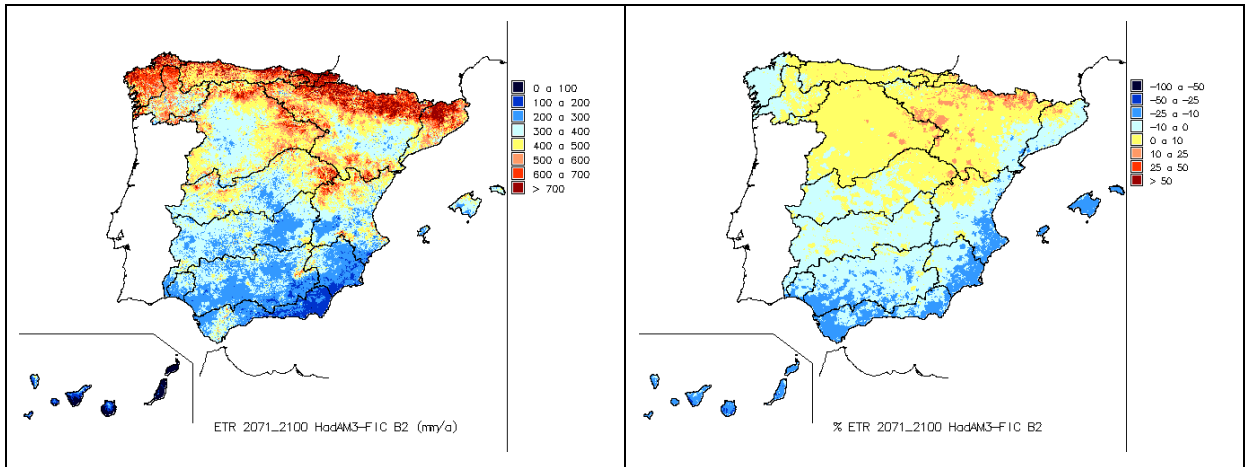 0 a 100
100 a 200
200 a 300
300 a 400
400 a 500
500 a 600
600 a 700
> 700
ETR 2071_2100 HadAM3-FIC B2 (mm/a)
-100 a -50
-50 a -25
-25 a -10
-10 a 0
0 a 10
10 a 25
25 a 50
> 50
% ETR 2071_2100 HadAM3-FIC B2